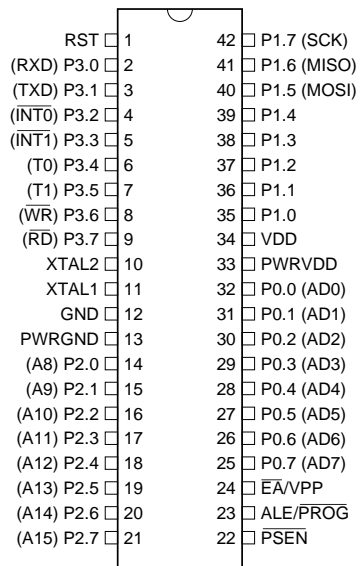 RST 1 42 P1.7 (SCK)
(RXD) P3.0 2 41 P1.6 (MISO)
(TXD) P3.1 3 40 P1.5 (MOSI)
(I̅N̅T̅0̅) P3.2 4 39 P1.4
(I̅N̅T̅1̅) P3.3 5 38 P1.3
(T0) P3.4 6 37 P1.2
(T1) P3.5 7 36 P1.1
(W̅R̅) P3.6 8 35 P1.0
(R̅D̅) P3.7 9 34 VDD
XTAL2 10 33 PWRVDD
XTAL1 11 32 P0.0 (AD0)
GND 12 31 P0.1 (AD1)
PWRGND 13 30 P0.2 (AD2)
(A8) P2.0 14 29 P0.3 (AD3)
(A9) P2.1 15 28 P0.4 (AD4)
(A10) P2.2 16 27 P0.5 (AD5)
(A11) P2.3 17 26 P0.6 (AD6)
(A12) P2.4 18 25 P0.7 (AD7)
(A13) P2.5 19 24 E̅A̅/VPP
(A14) P2.6 20 23 ALE/P̅R̅O̅G̅
(A15) P2.7 21 22 P̅S̅E̅N̅